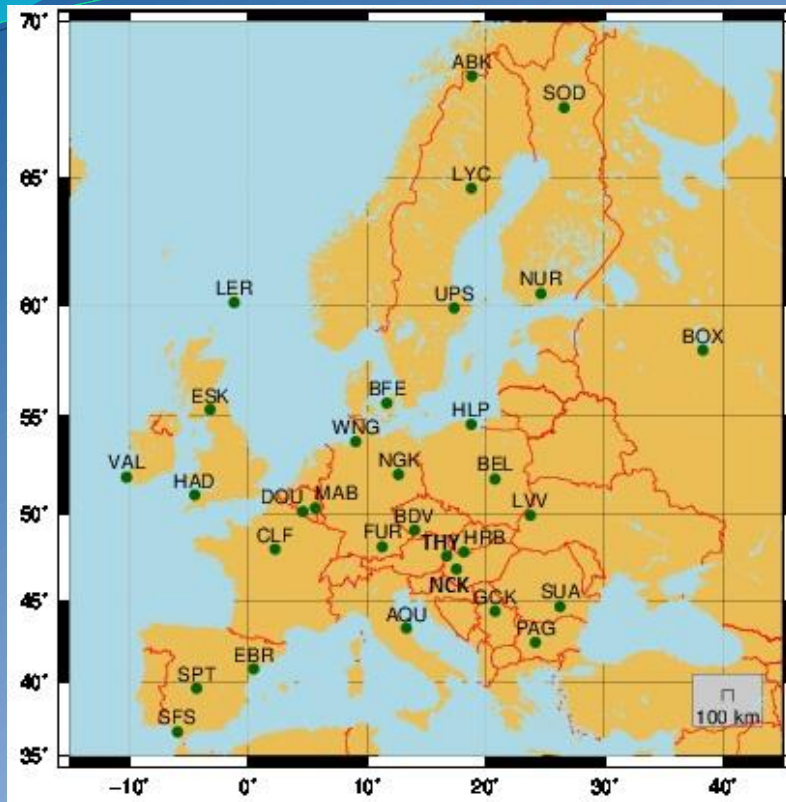 70°
ABK
SOD
65°
LYC
LER
NUR
60°
UPS
BOX
ESK
BFE
55°
HLP
WNG
VAL
HAD
NGK
BEL
DOU
MAB
LVV
50°
BDV
CLF
FUR
THY
HRB
NCK
45°
GCK
SUA
AQU
PAG
EBR
40°
SPT
SFS
100 km
35°
-10°
0°
10°
20°
30°
40°